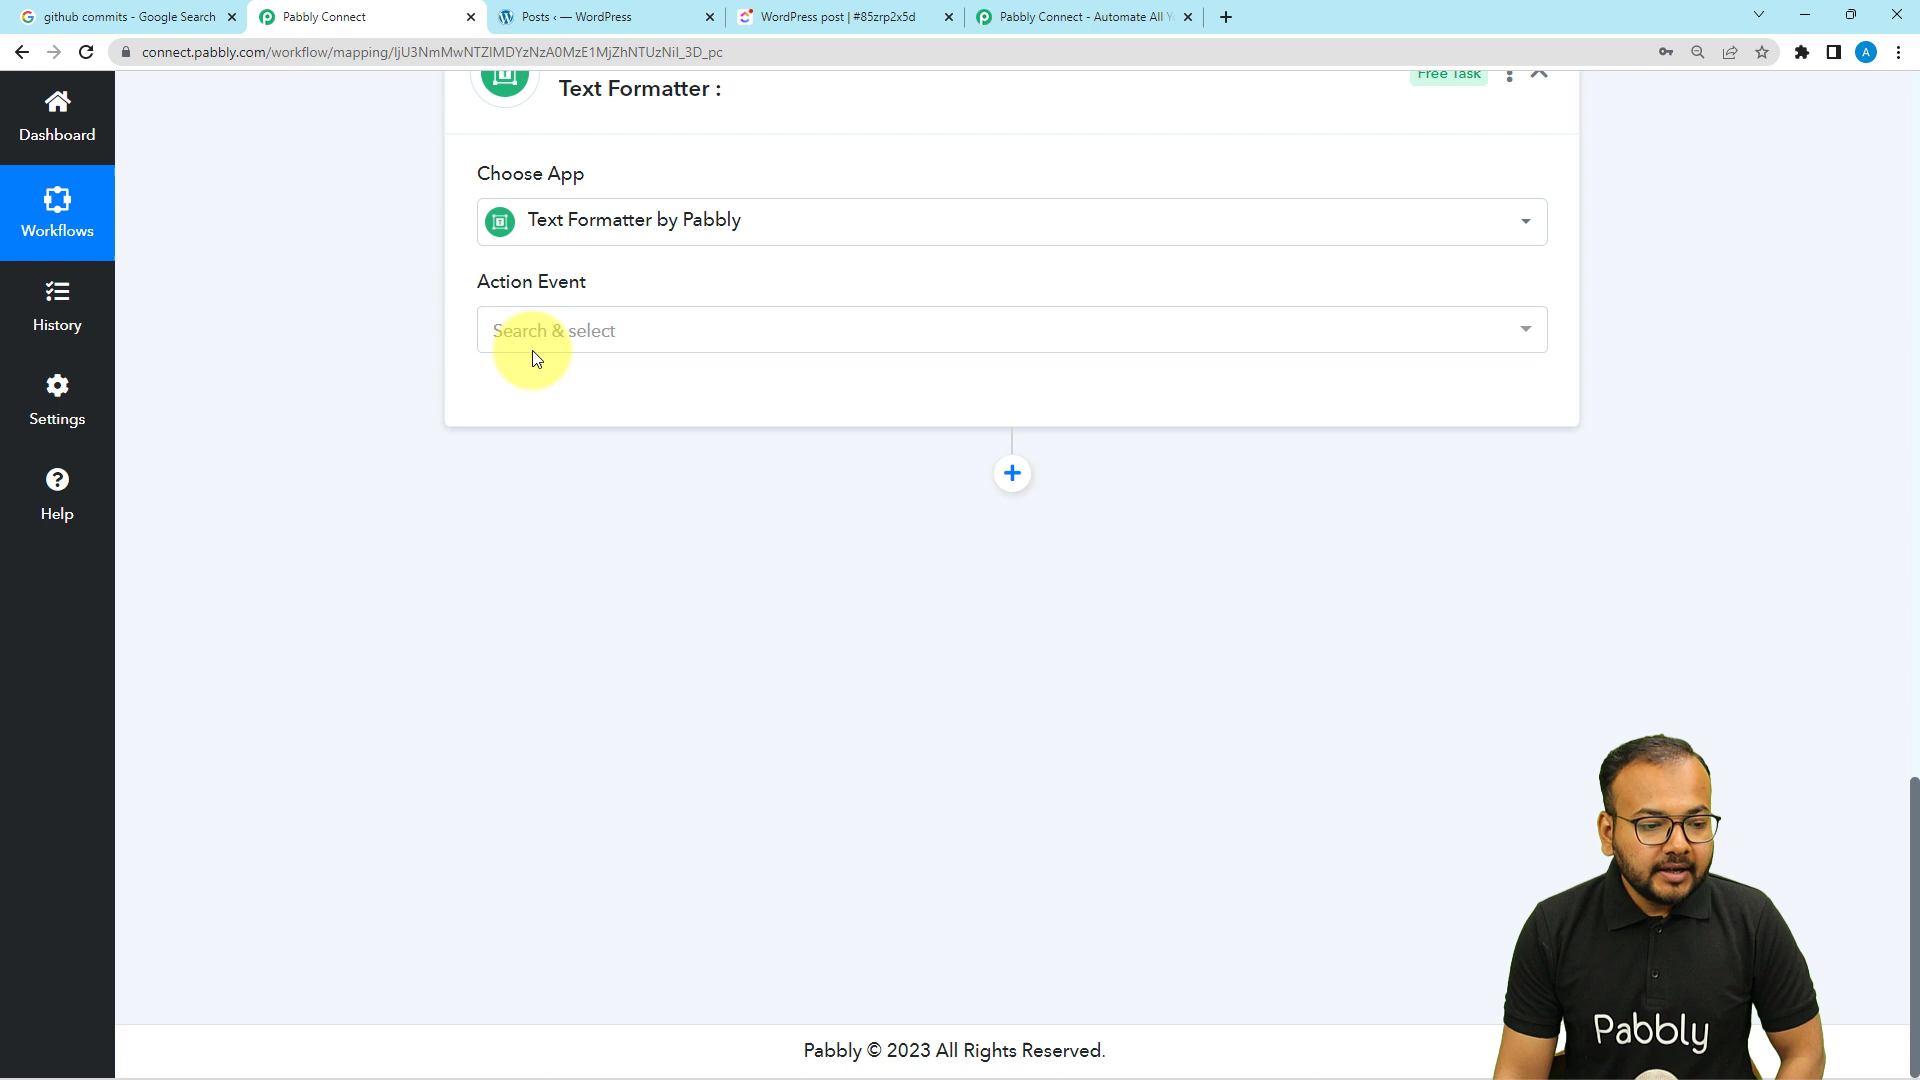 github commits - Google Search
Pabbly Connect
Posts ‹ — WordPress
WordPress post | #85zrp2x5d
Pabbly Connect - Automate All Y
connect.pabbly.com/workflow/mapping/
A
Dashboard
Workflows
History
Settings
Help
Text Formatter :
Free Task
Choose App
Text Formatter by Pabbly
Action Event
Search & select
Pabbly © 2023 All Rights Reserved.
Pabbly